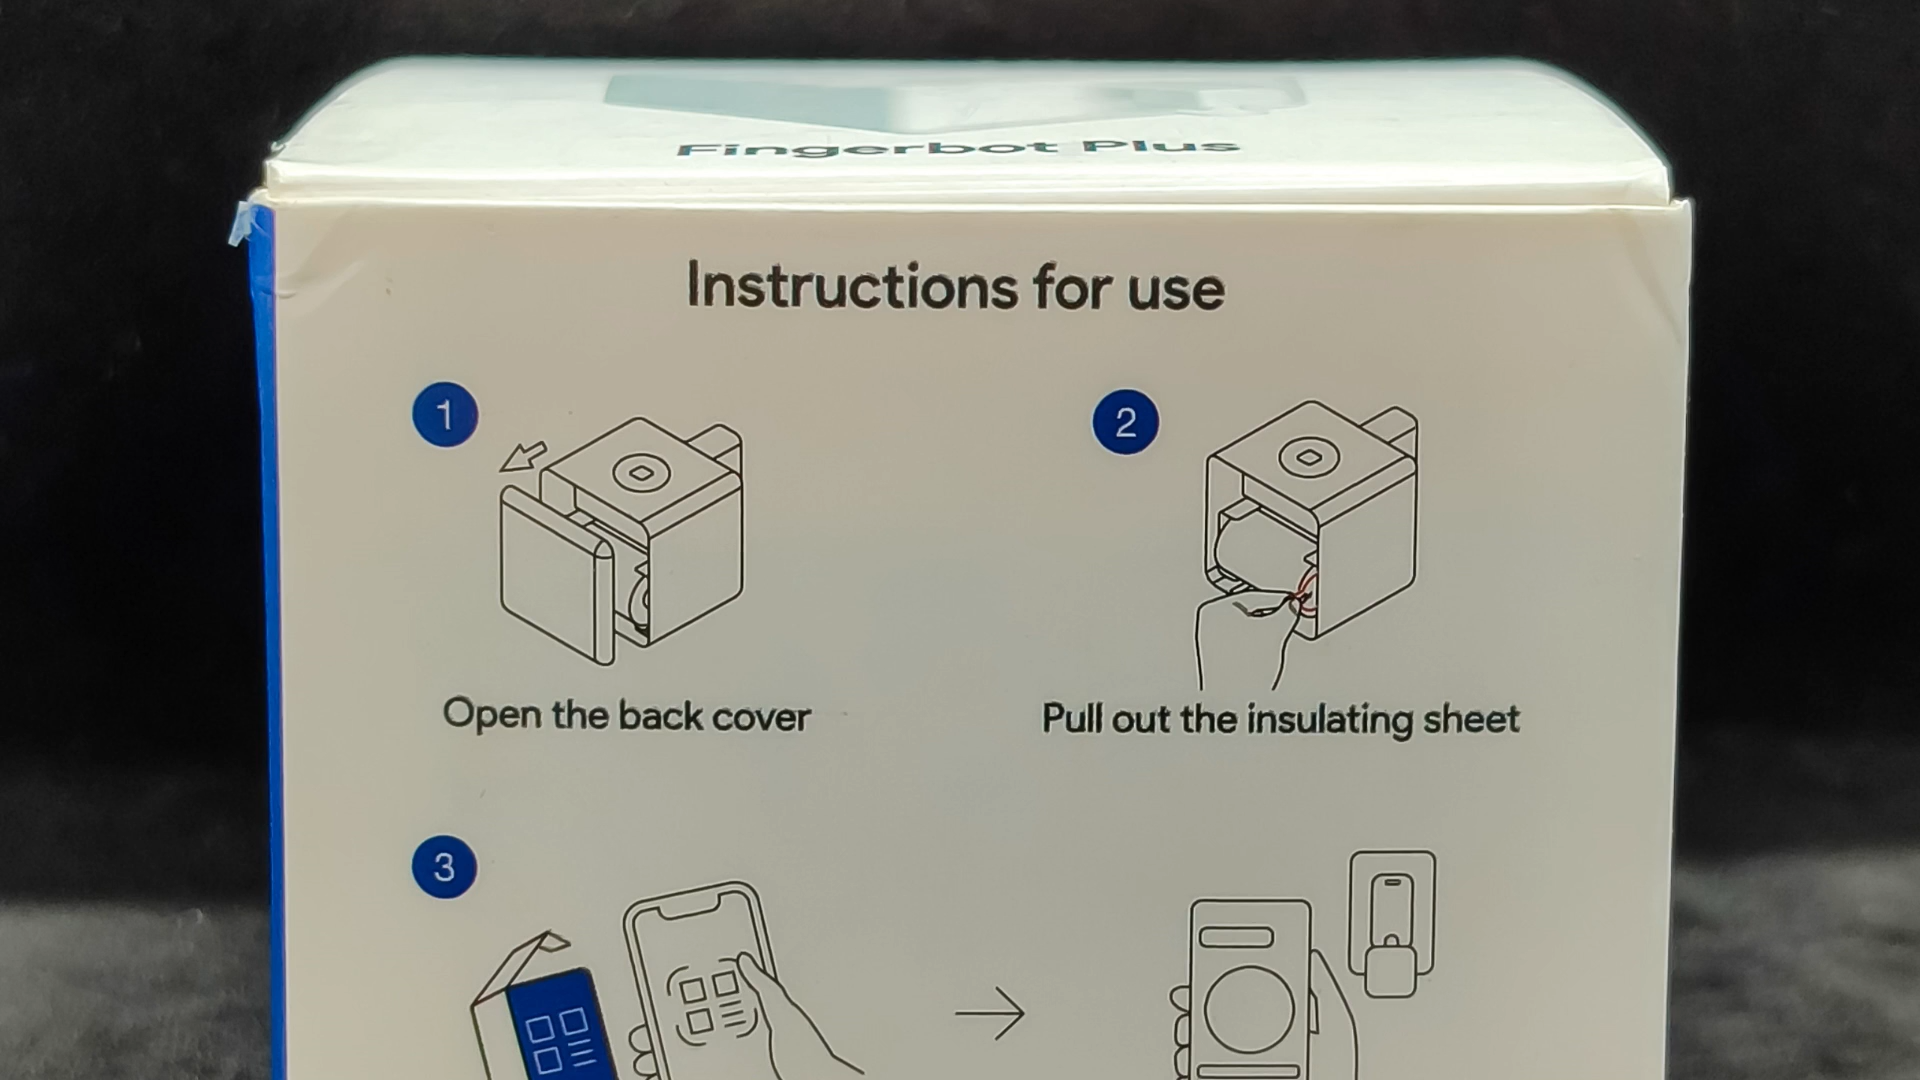 Fingerbot Plus
Instructions for use
1
2
Open the back cover
Pull out the insulating sheet
3